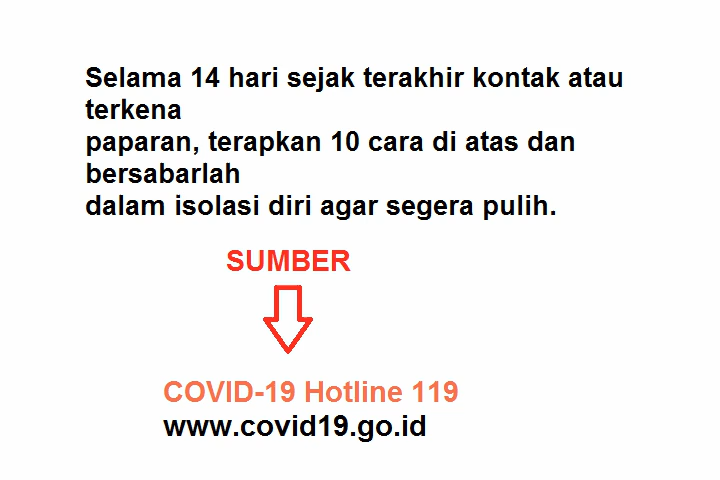 Selama 14 hari sejak terakhir kontak atau
terkena
paparan, terapkan 10 cara di atas dan
bersabarlah
dalam isolasi diri agar segera pulih.
SUMBER
COVID-19 Hotline 119
www.covid19.go.id